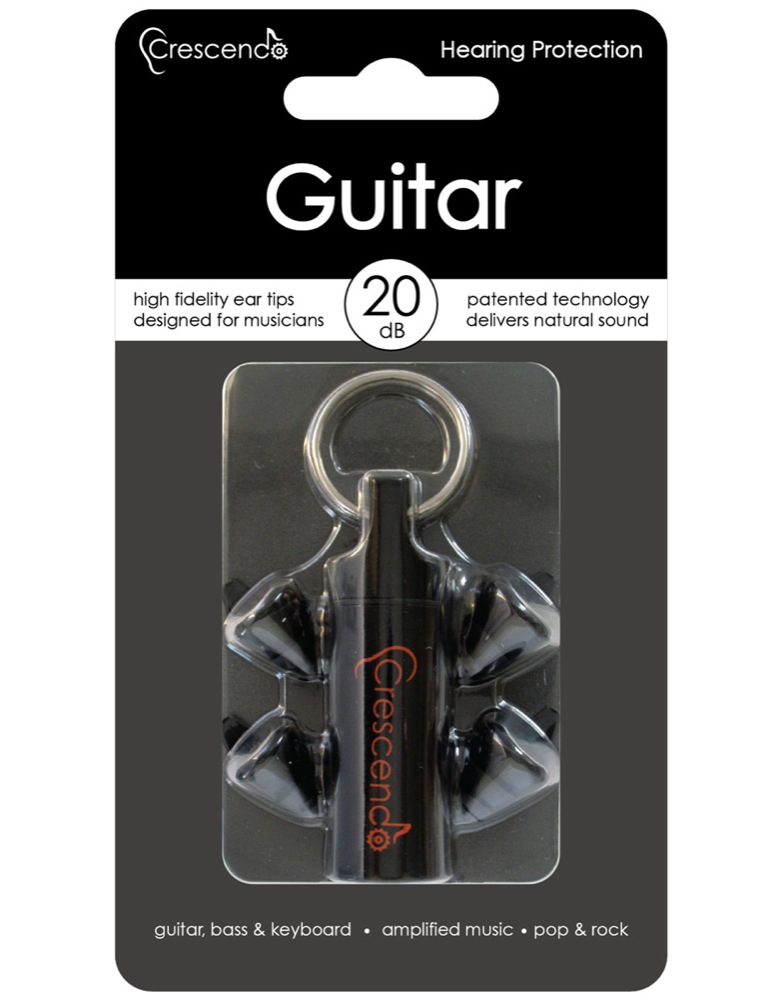 Crescendo
Hearing Protection
Guitar
high fidelity ear tips
designed for musicians
20
dB
patented technology
delivers natural sound
Crescendo
guitar, bass & keyboard • amplified music • pop & rock